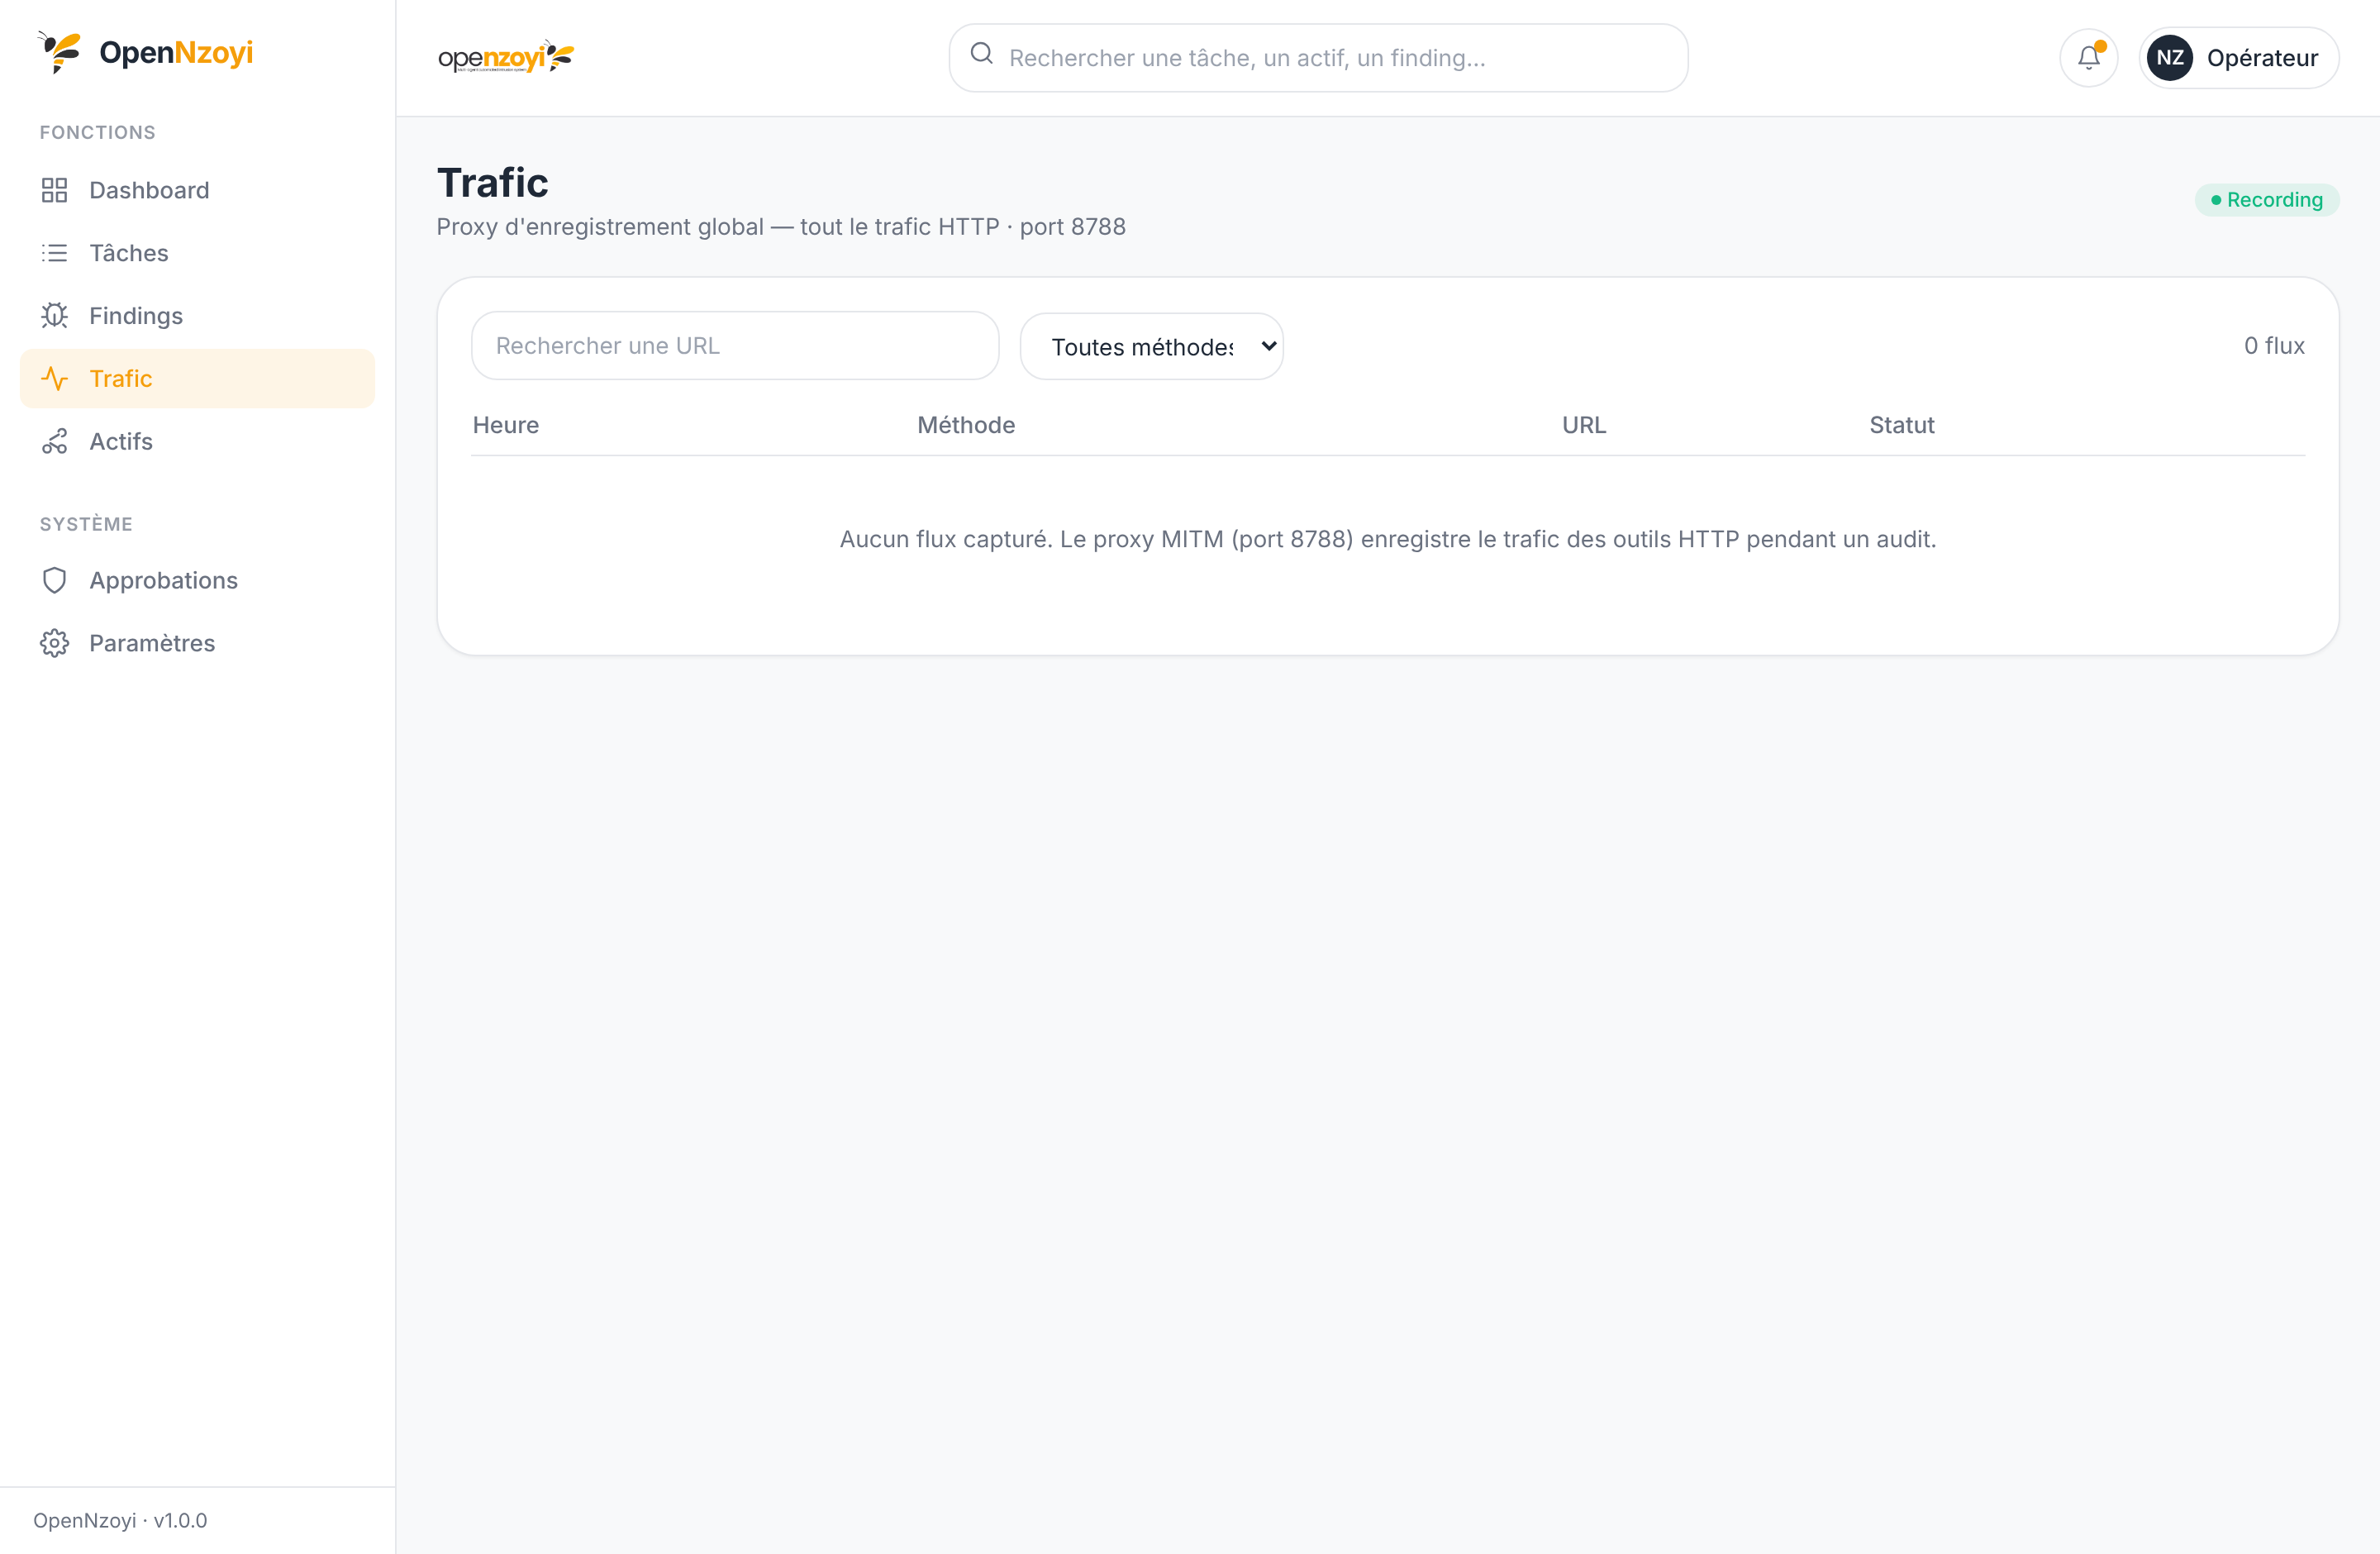 OpenNzoyi
FONCTIONS
Dashboard
Tâches
Findings
Trafic
Actifs
SYSTÈME
Approbations
Paramètres
OpenNzoyi · v1.0.0
openzoyi
Rechercher une tâche, un actif, un finding...
NZ
Opérateur
Trafic
Proxy d'enregistrement global — tout le trafic HTTP · port 8788
Recording
Rechercher une URL
Toutes méthodes
0 flux
Heure Méthode URL Statut
Aucun flux capturé. Le proxy MITM (port 8788) enregistre le trafic des outils HTTP pendant un audit.